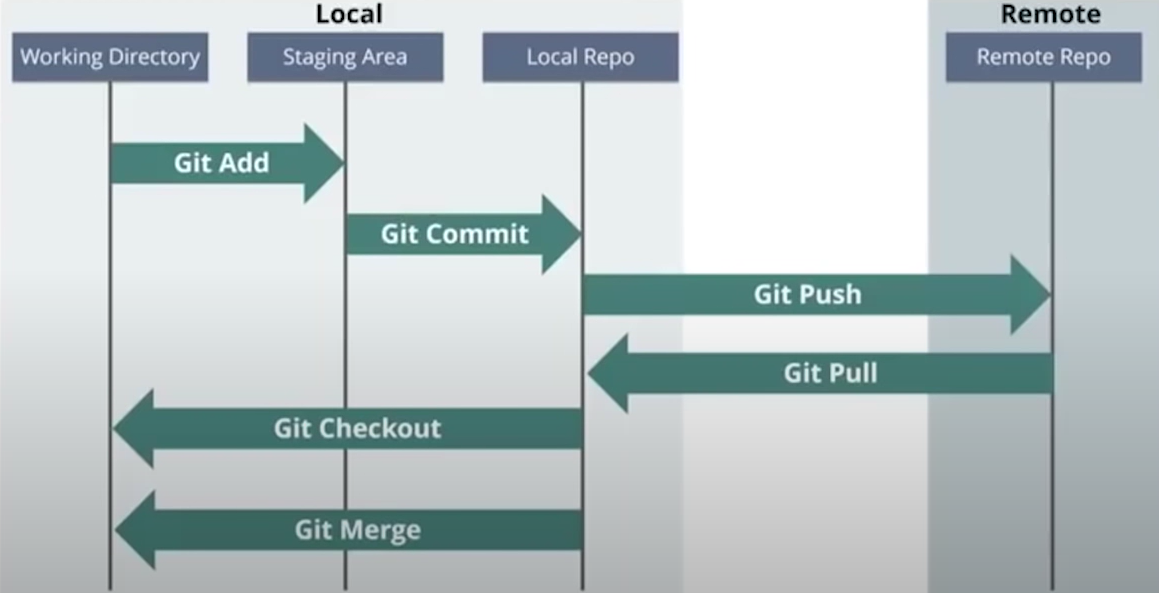 Local
Remote
Working Directory
Staging Area
Local Repo
Remote Repo
Git Add
Git Commit
Git Push
Git Pull
Git Checkout
Git Merge